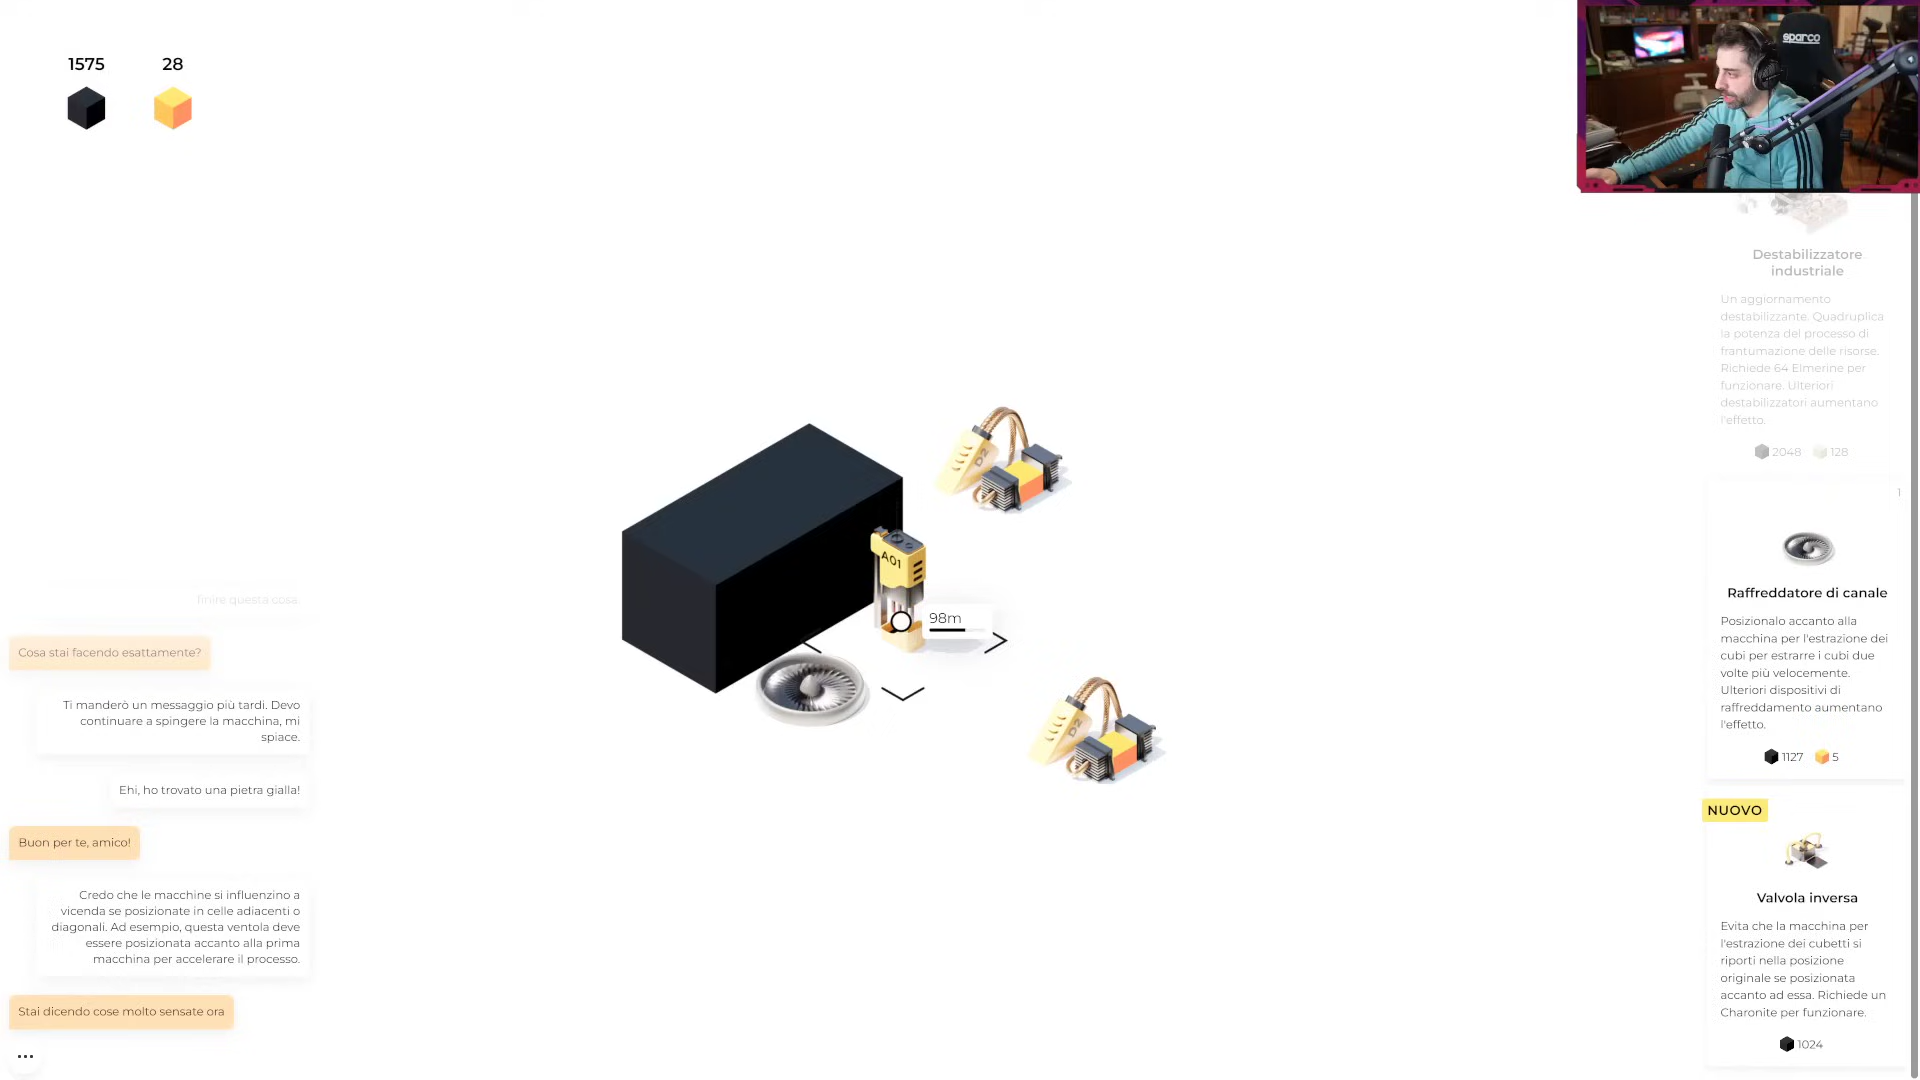 1575
28
sparco
finire questa cosa
Cosa stai facendo esattamente?
Ti manderò un messaggio più tardi. Devo
continuare a spingere la macchina, mi
spiace.
Ehi, ho trovato una pietra gialla!
Buon per te, amico!
Credo che le macchine si influenzino a
vicenda se posizionate in celle adiacenti o
diagonali. Ad esempio, questa ventola deve
essere posizionata accanto alla prima
macchina per accelerare il processo.
Stai dicendo cose molto sensate ora
D2
A01
98m
D2
Destabilizzatore
industriale
Un aggiornamento
destabilizzante. Quadruplica
la potenza del processo di
frantumazione delle risorse.
Richiede 64 Elmerine per
funzionare. Ulteriori
destabilizzatori aumentano
l'effetto.
2048 128
1
Raffreddatore di canale
Posizionalo accanto alla
macchina per l'estrazione dei
cubi per estrarre i cubi due
volte più velocemente.
Ulteriori dispositivi di
raffreddamento aumentano
l'effetto.
1127 5
NUOVO
Valvola inversa
Evita che la macchina per
l'estrazione dei cubetti si
riporti nella posizione
originale se posizionata
accanto ad essa. Richiede un
Charonite per funzionare.
1024